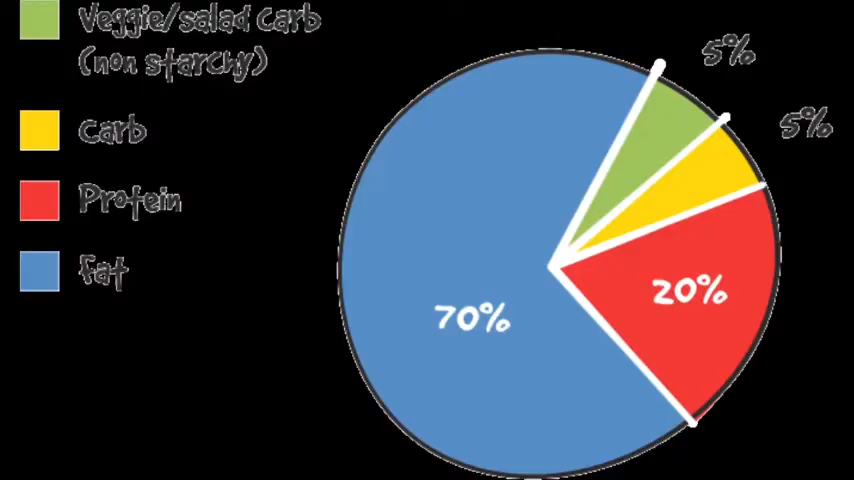 Veggie/salad carb
(non starchy)
Carb
Protein
Fat
5%
5%
20%
70%